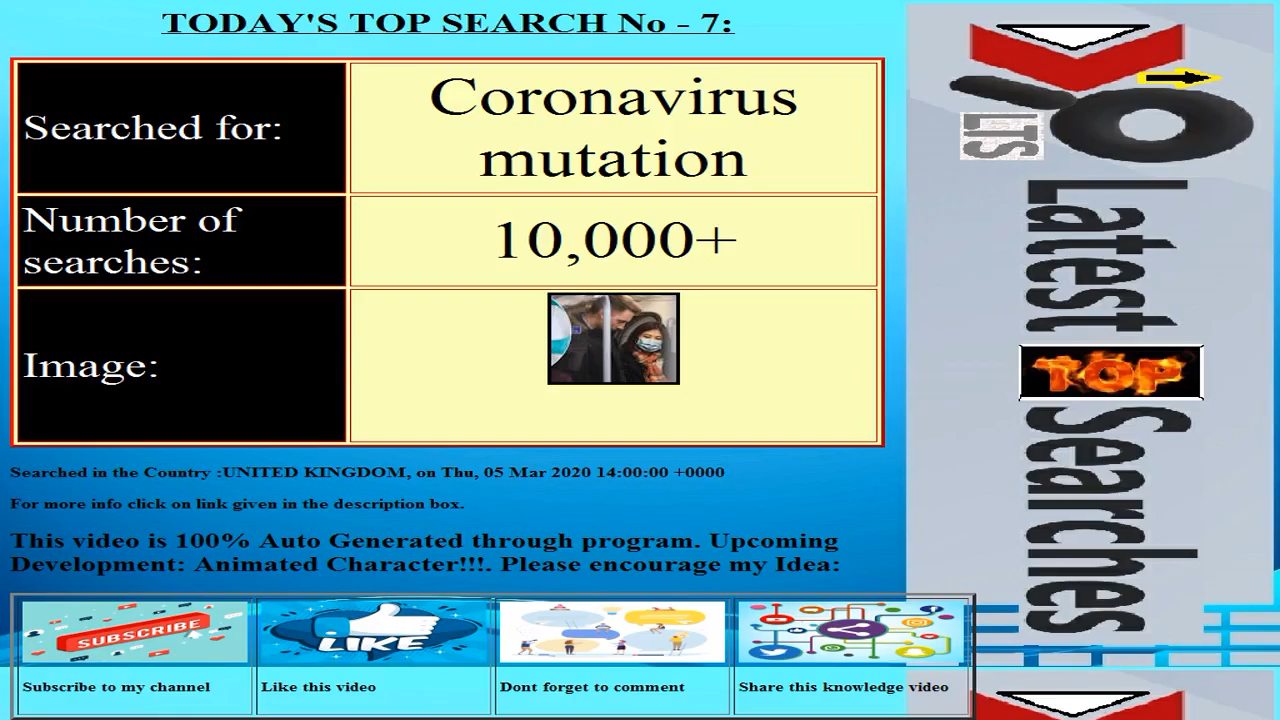 TODAY'S TOP SEARCH No - 7:
Searched for:
Coronavirus
mutation
Number of
searches:
10,000+
Image:
Searched in the Country :UNITED KINGDOM, on Thu, 05 Mar 2020 14:00:00 +0000
For more info click on link given in the description box.
This video is 100% Auto Generated through program. Upcoming
Development: Animated Character!!!. Please encourage my Idea:
SUBSCRIBE
LIKE
Subscribe to my channel
Like this video
Dont forget to comment
Share this knowledge video
LTS
Latest
TOP
Searches